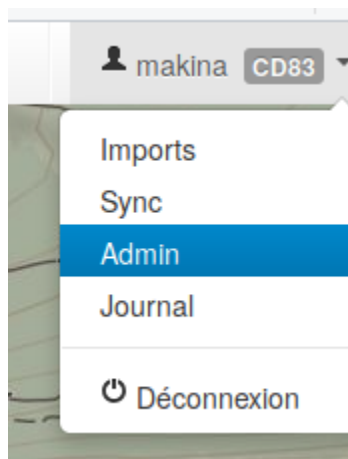 makina CD83
Imports
Sync
Admin
Journal
Déconnexion